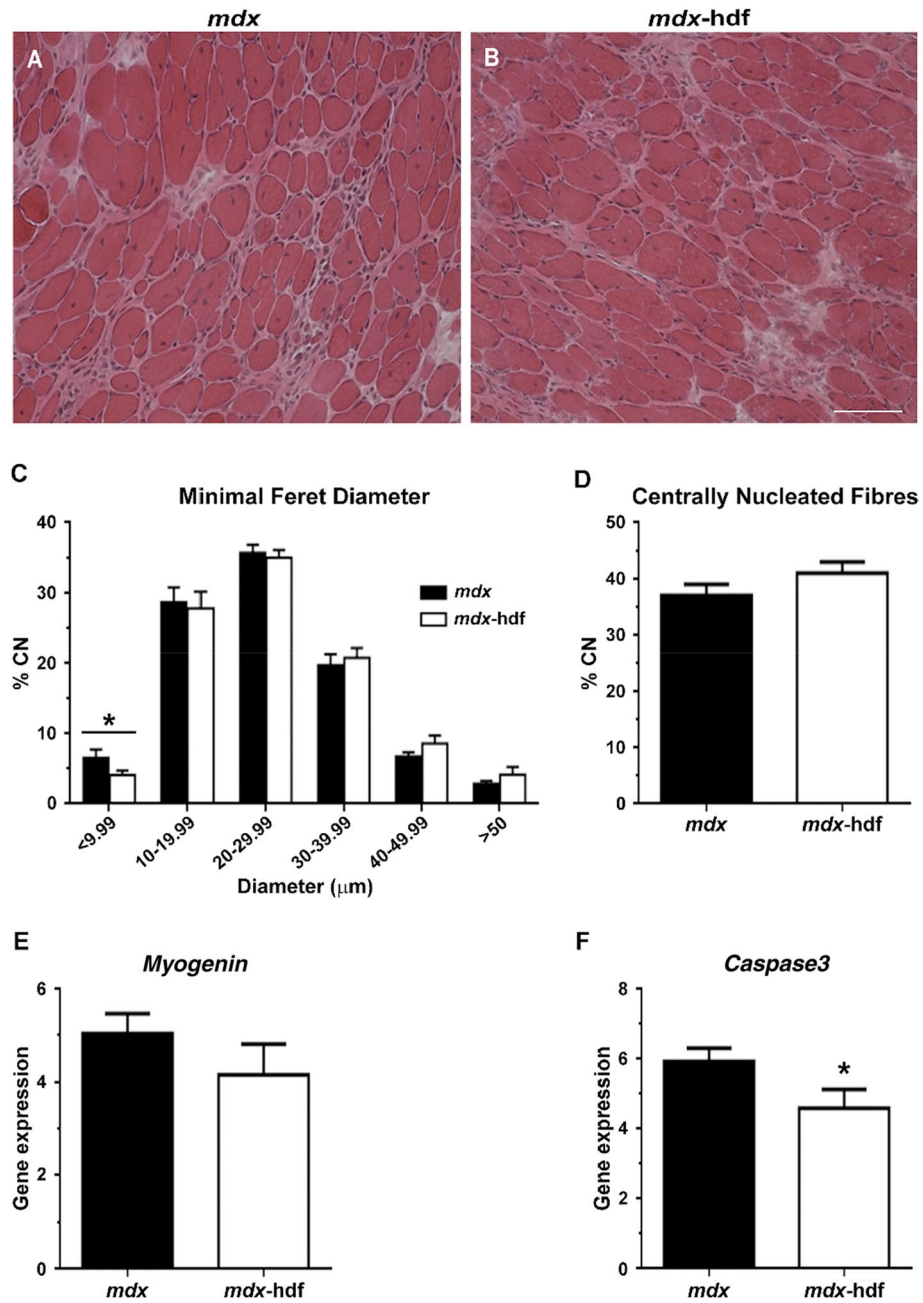 mdx
mdx-hdf
A
B
C
Minimal Feret Diameter
% CN
40
30
20
10
0
*
mdx
mdx-hdf
<9.99
10-19.99
20-29.99
30-39.99
40-49.99
>50
Diameter (μm)
D
Centrally Nucleated Fibres
% CN
50
40
30
20
10
0
mdx
mdx-hdf
E
Myogenin
Gene expression
6
4
2
0
mdx
mdx-hdf
F
Caspase3
Gene expression
8
6
4
2
0
*
mdx
mdx-hdf